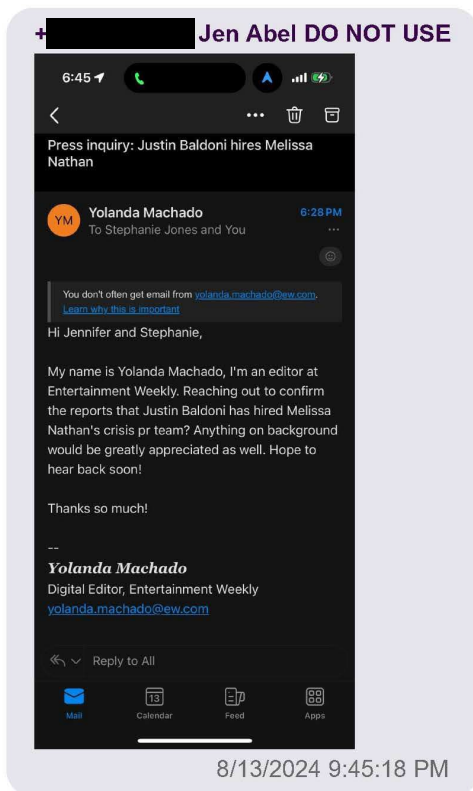 + Jen Abel DO NOT USE
6:45
Press inquiry: Justin Baldoni hires Melissa
Nathan
YM
Yolanda Machado
6:28 PM
To Stephanie Jones and You
You don't often get email from yolanda.machado@ew.com.
Learn why this is important
Hi Jennifer and Stephanie,
My name is Yolanda Machado, I'm an editor at
Entertainment Weekly. Reaching out to confirm
the reports that Justin Baldoni has hired Melissa
Nathan's crisis pr team? Anything on background
would be greatly appreciated as well. Hope to
hear back soon!
Thanks so much!
--
Yolanda Machado
Digital Editor, Entertainment Weekly
yolanda.machado@ew.com
Reply to All
13
Mail Calendar Feed Apps
8/13/2024 9:45:18 PM